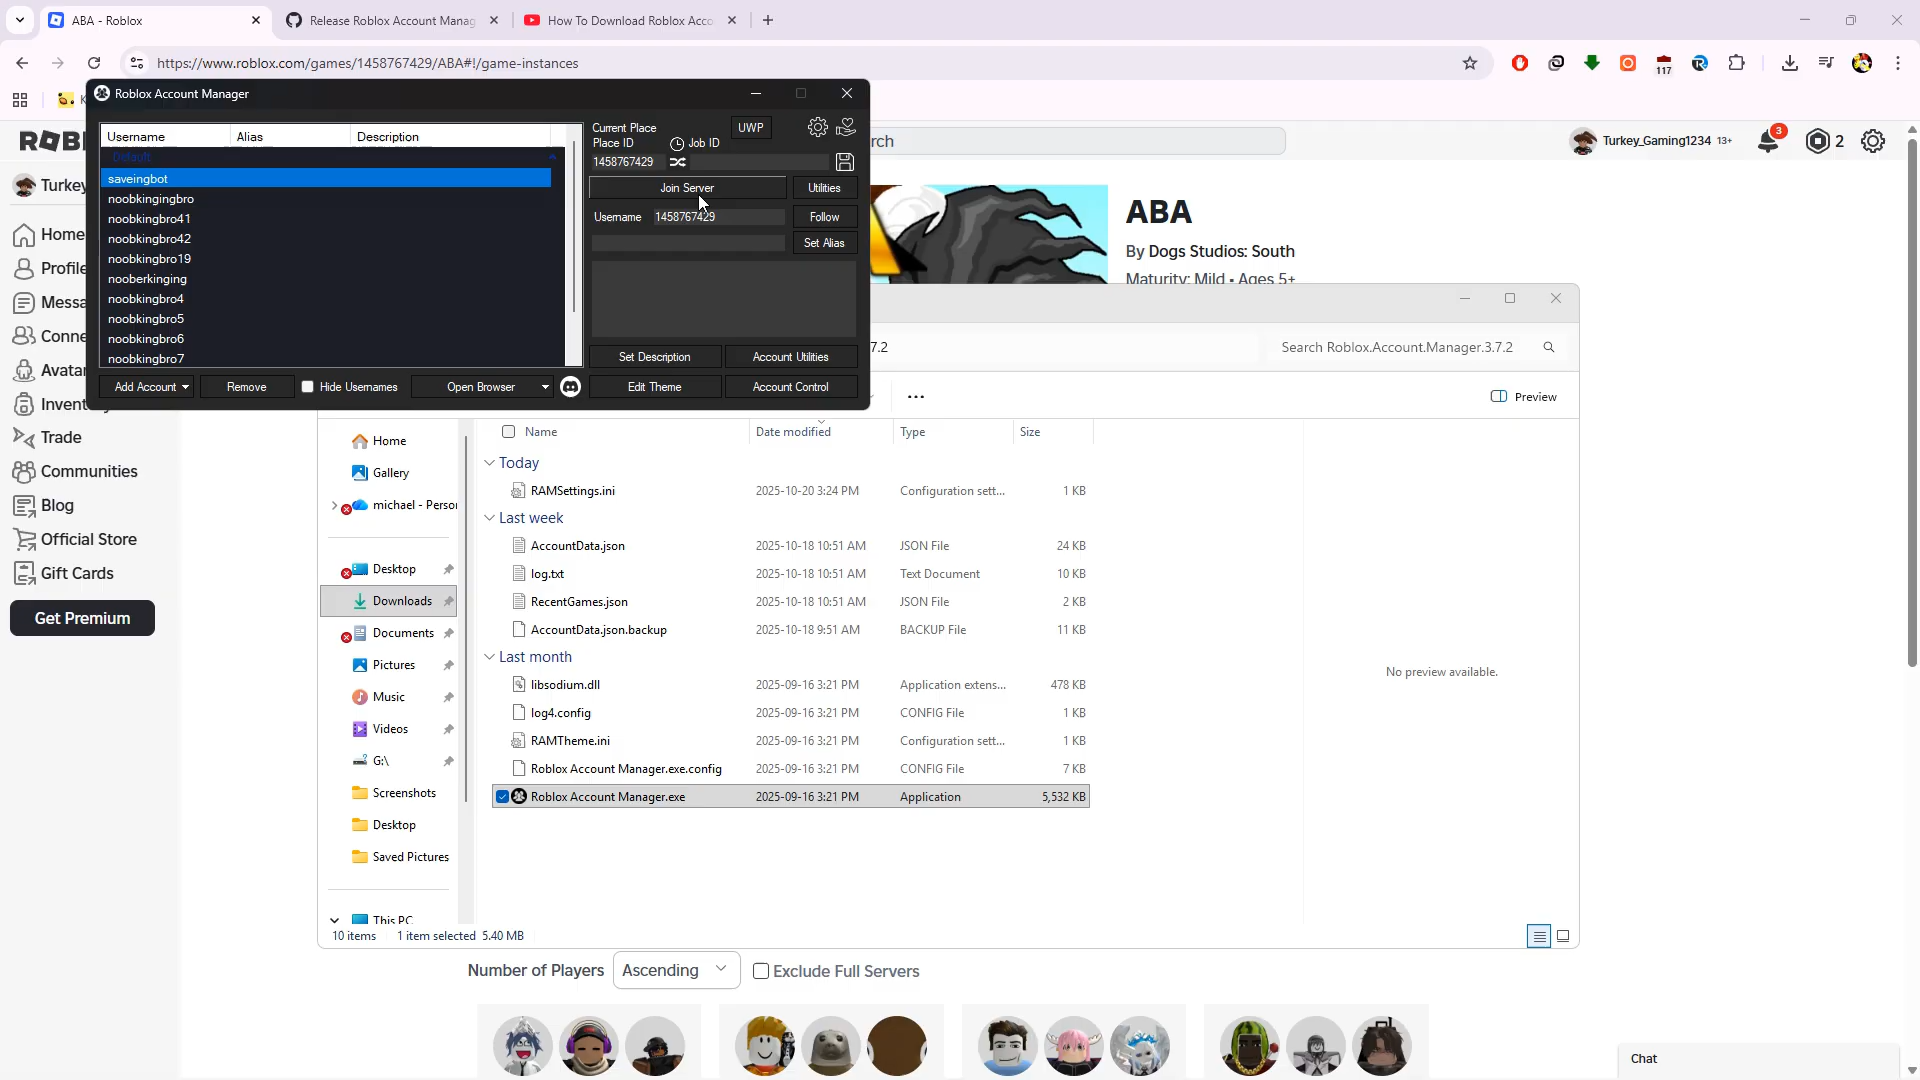 ABA - Roblox
Release Roblox Account Manag
How To Download Roblox Acco
https://www.roblox.com/games/1458767429/ABA#!/game-instances
117
Roblox Account Manager
Username Alias Description
Default
saveingbot
noobkingingbro
noobkingbro41
noobkingbro42
noobkingbro19
nooberkinging
noobkingbro4
noobkingbro5
noobkingbro6
noobkingbro7
Add Account
Remove
Hide Usernames
Open Browser
Current Place
Place ID
Job ID
UWP
1458767429
Join Server
Utilities
Username
1458767429
Follow
Set Alias
Set Description
Account Utilities
Edit Theme
Account Control
ROB
rch
Turkey_Gaming1234 13+
3
2
Turkey
Home
Profile
Messa
Conne
Avata
Invent
Trade
Communities
Blog
Official Store
Gift Cards
Get Premium
ABA
By Dogs Studios: South
Maturity: Mild • Ages 5+
7.2
Search Roblox.Account.Manager.3.7.2
Preview
Home
Gallery
michael - Person
Desktop
Downloads
Documents
Pictures
Music
Videos
G:\
Screenshots
Desktop
Saved Pictures
This PC
Name Date modified Type Size
Today
RAMSettings.ini 2025-10-20 3:24 PM Configuration sett... 1 KB
Last week
AccountData.json 2025-10-18 10:51 AM JSON File 24 KB
log.txt 2025-10-18 10:51 AM Text Document 10 KB
RecentGames.json 2025-10-18 10:51 AM JSON File 2 KB
AccountData.json.backup 2025-10-18 9:51 AM BACKUP File 11 KB
Last month
libsodium.dll 2025-09-16 3:21 PM Application extens... 478 KB
log4.config 2025-09-16 3:21 PM CONFIG File 1 KB
RAMTheme.ini 2025-09-16 3:21 PM Configuration sett... 1 KB
Roblox Account Manager.exe.config 2025-09-16 3:21 PM CONFIG File 7 KB
Roblox Account Manager.exe 2025-09-16 3:21 PM Application 5,532 KB
No preview available.
10 items 1 item selected 5.40 MB
Number of Players
Ascending
Exclude Full Servers
Chat